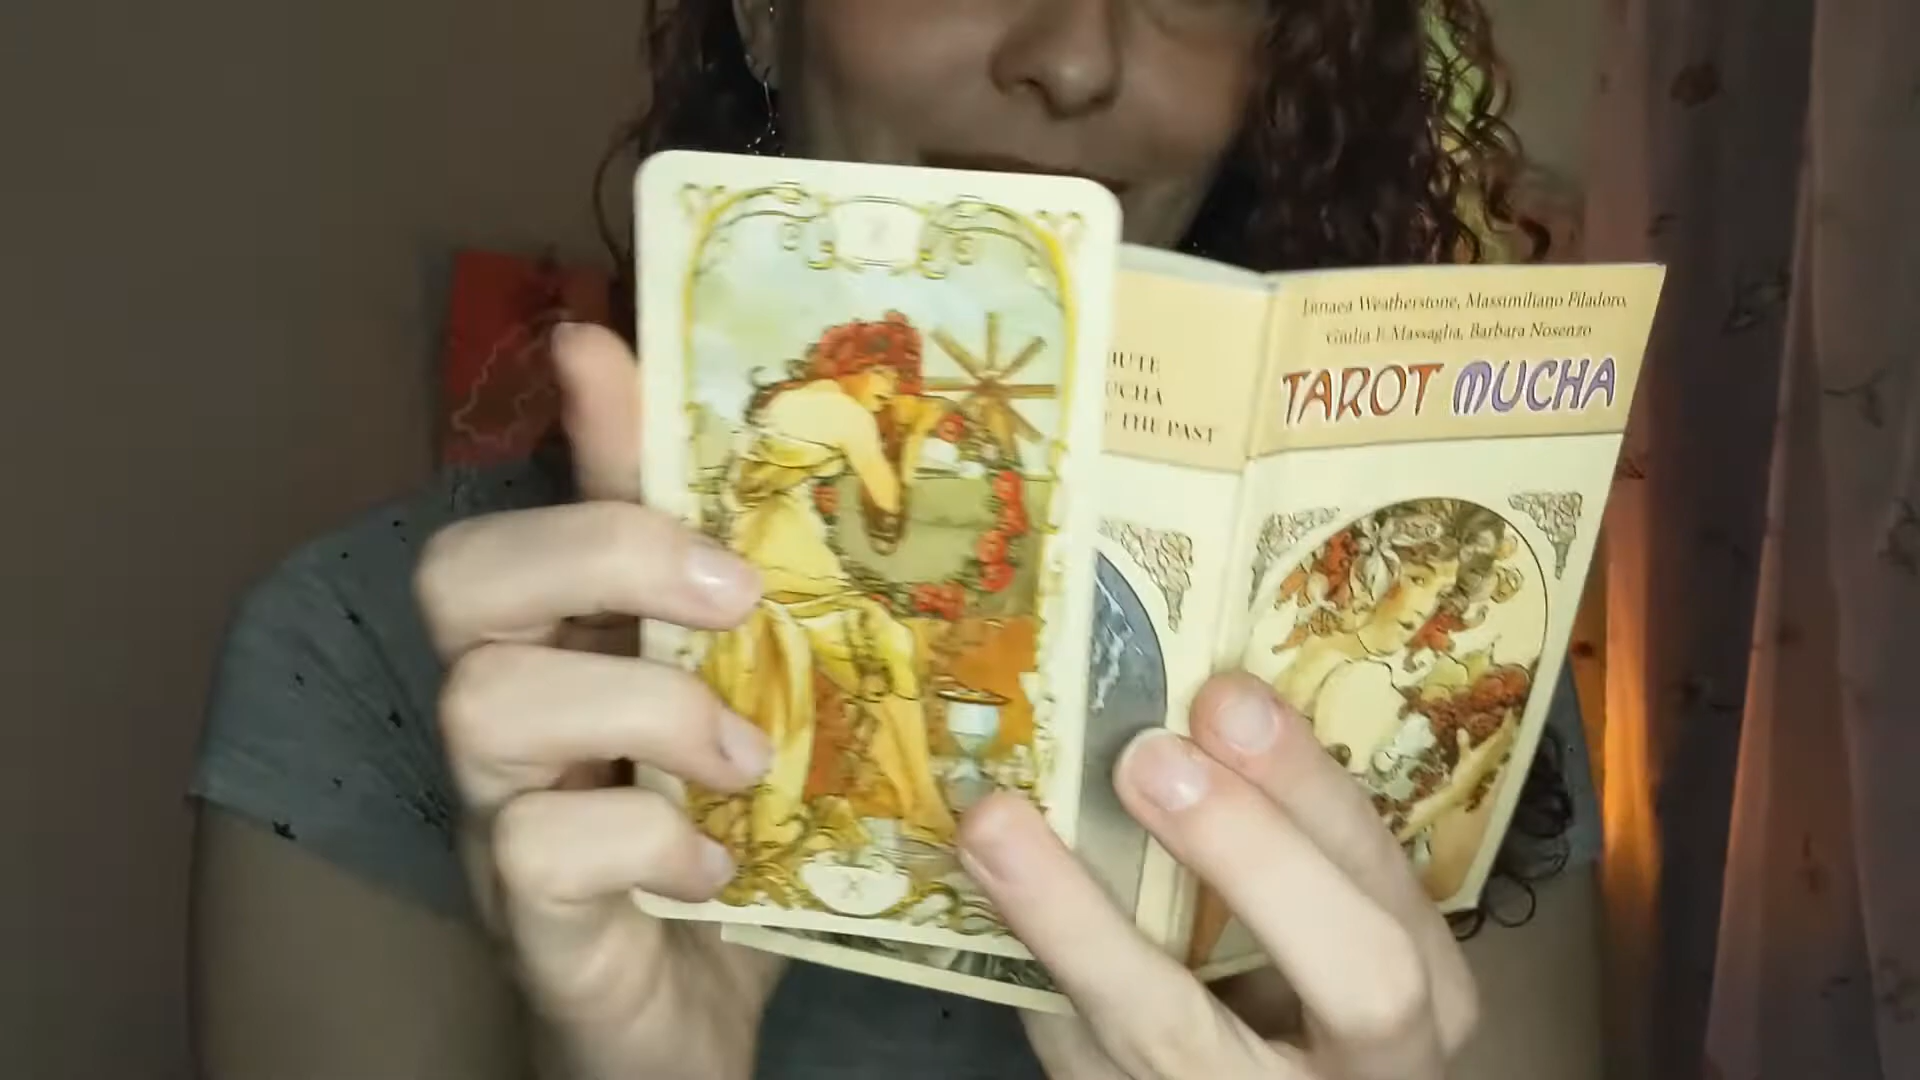 X
THE PAST
Lunaea Weatherstone, Massimiliano Filadoro,
Giulia F. Massaglia, Barbara Nosenzo
TAROT MUCHA